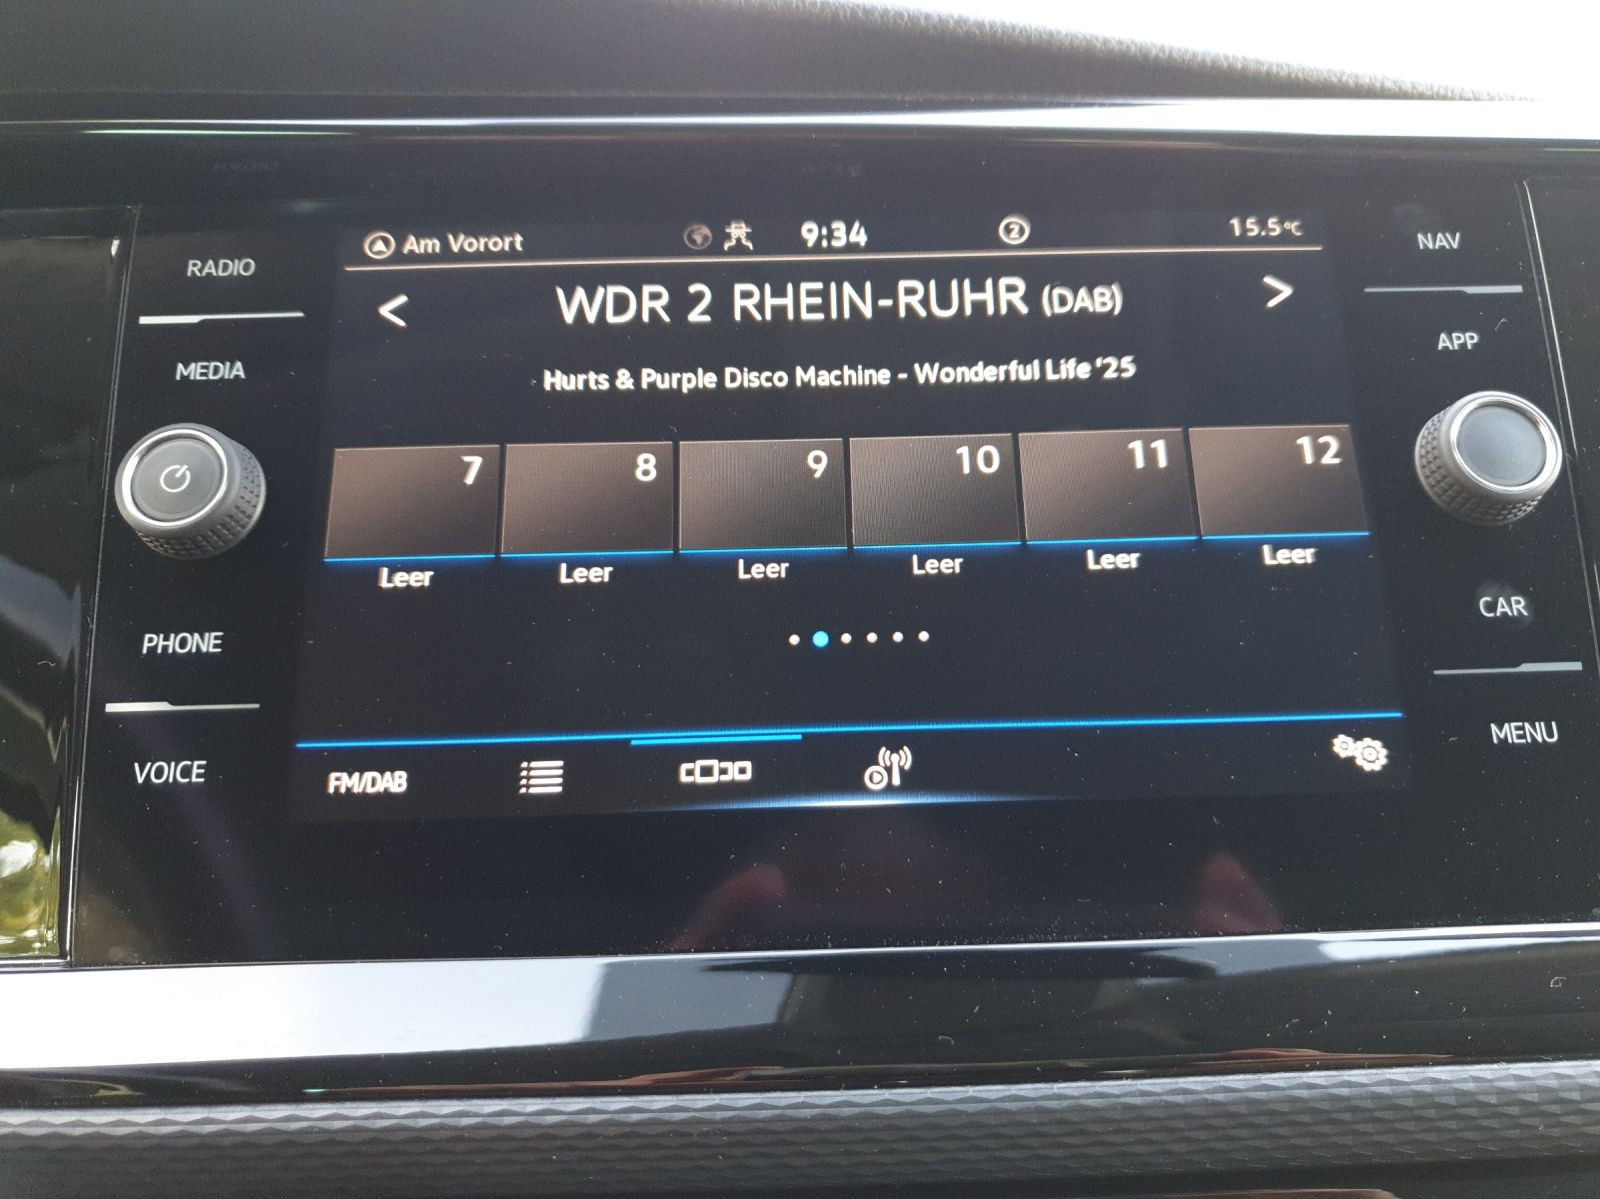 RADIO
MEDIA
PHONE
VOICE
Am Vorort
9:34
2
15.5°C
< WDR 2 RHEIN-RUHR (DAB) >
Hurts & Purple Disco Machine - Wonderful Life '25
7 8 9 10 11 12
Leer Leer Leer Leer Leer Leer
FM/DAB
NAV
APP
CAR
MENU